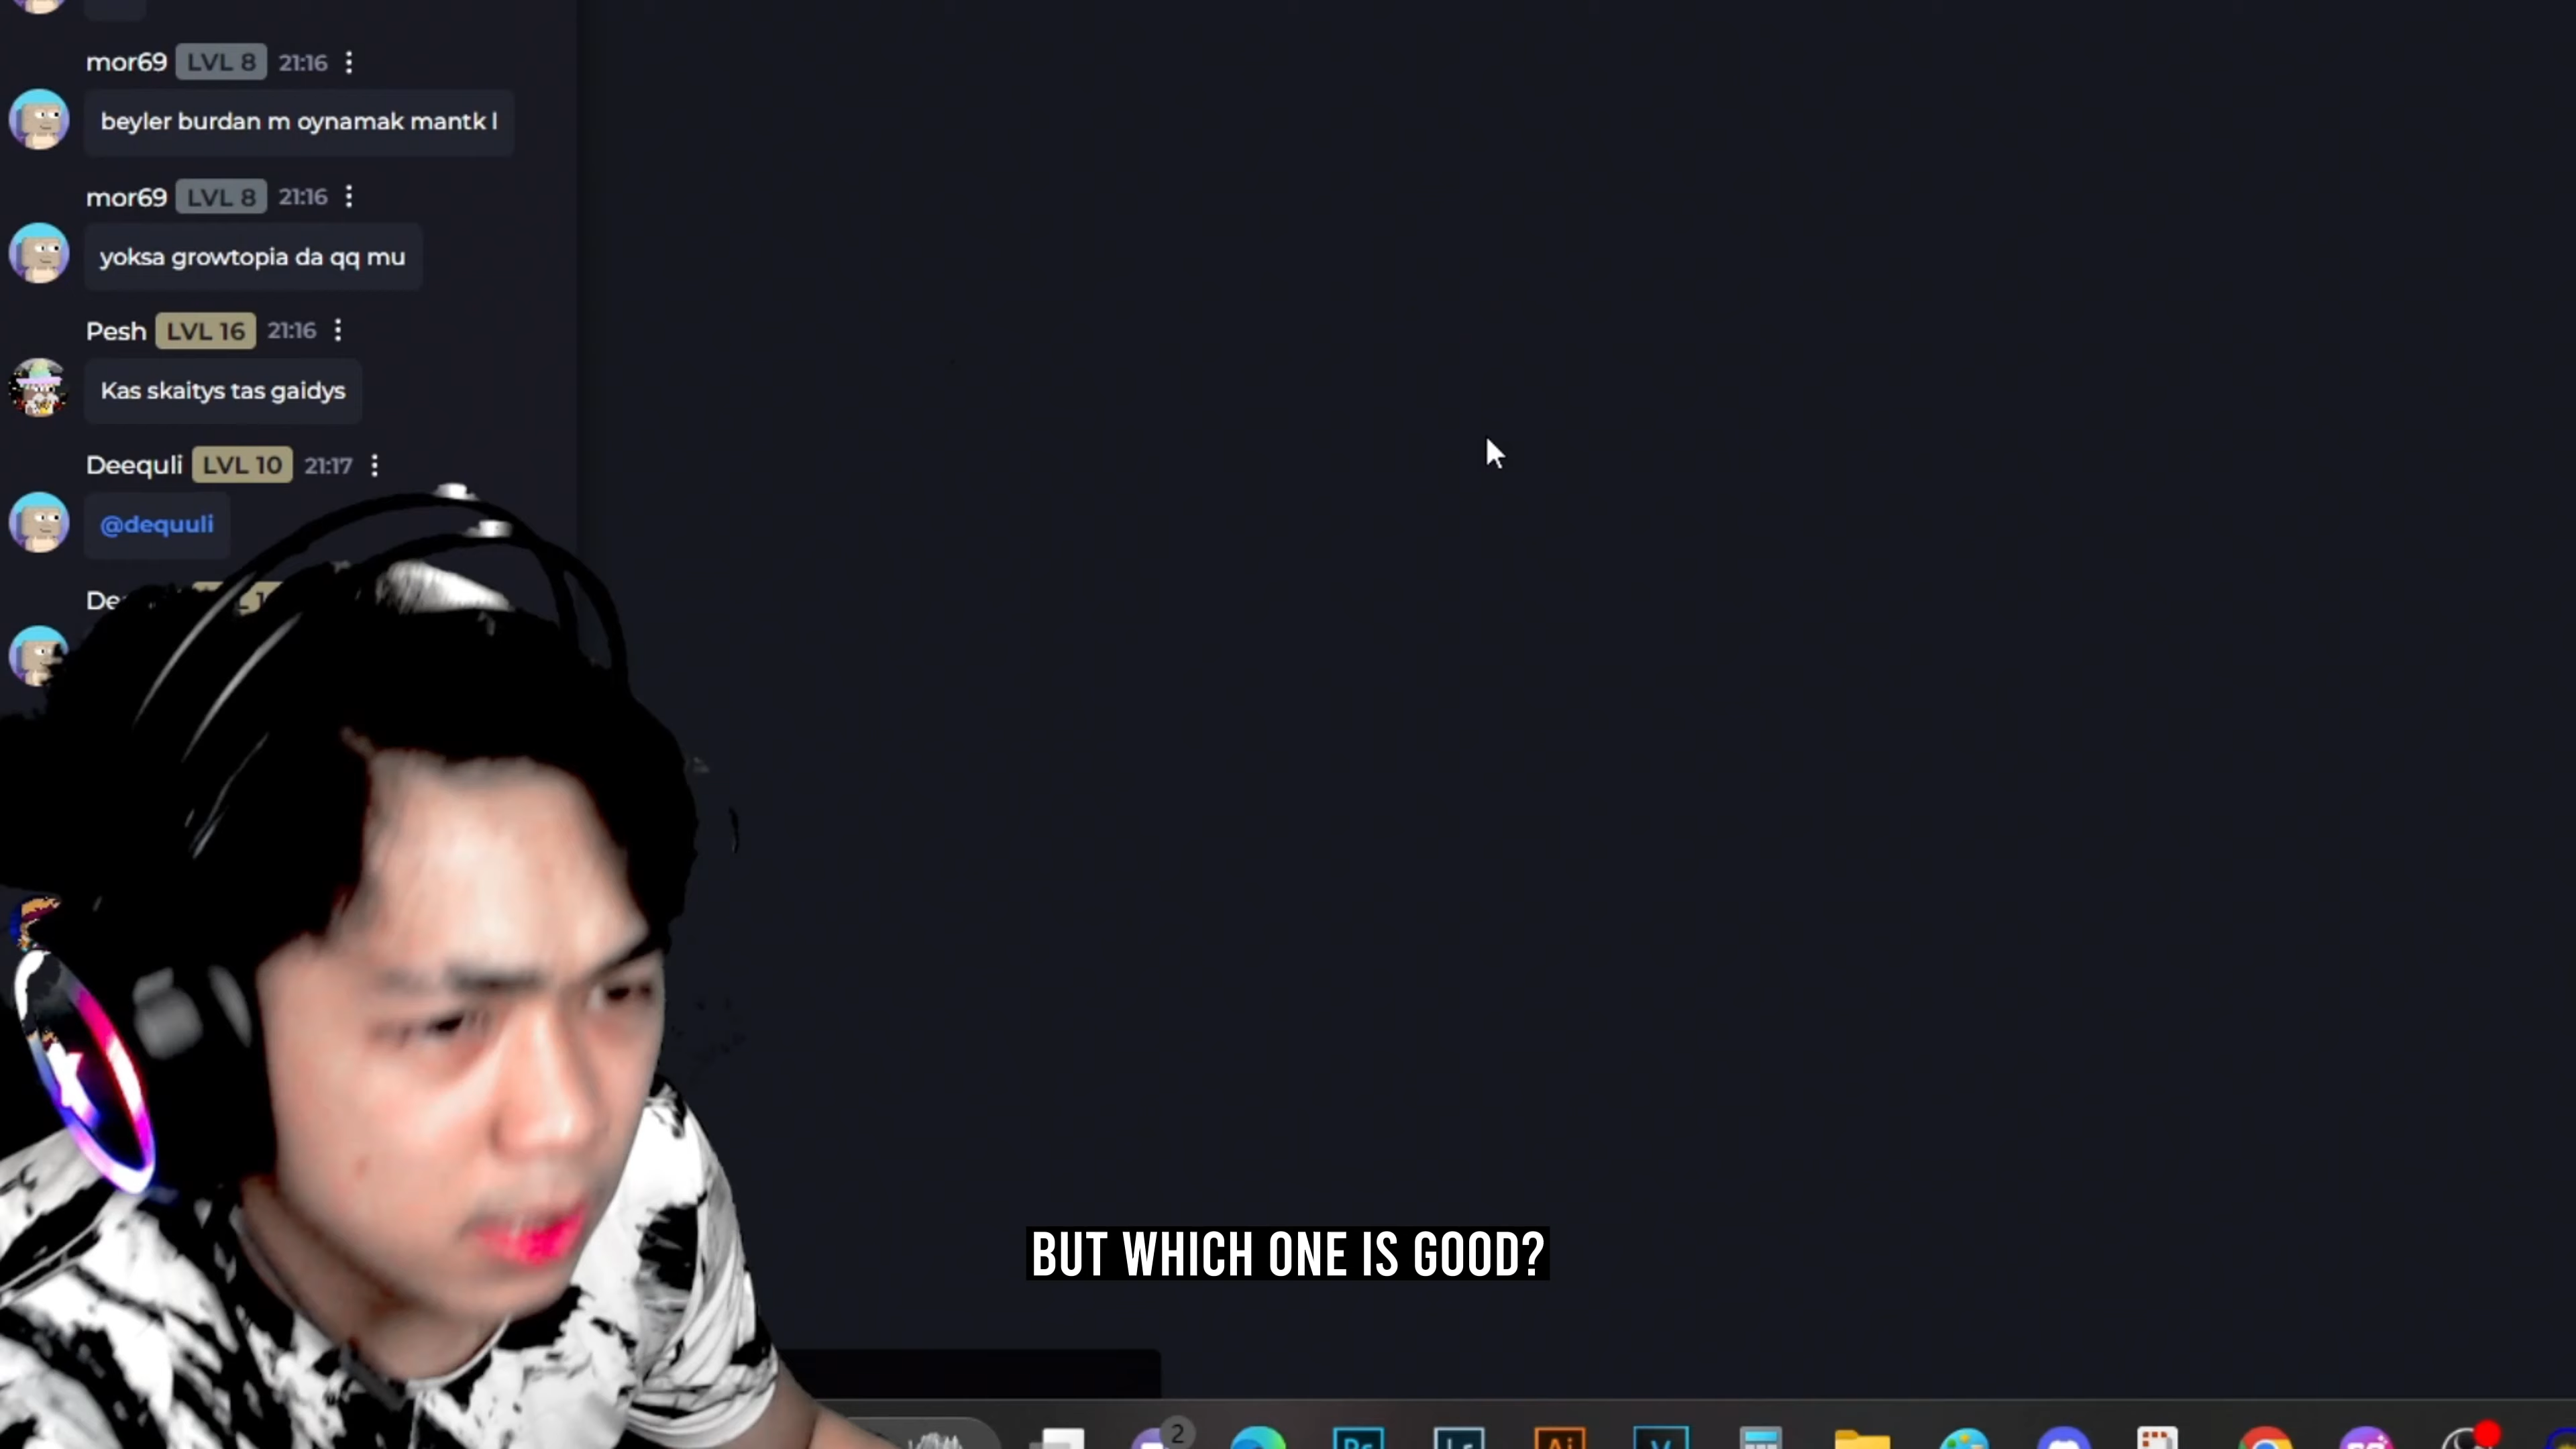 mor69 LVL 8 21:16
beyler burdan m oynamak mantk l
mor69 LVL 8 21:16
yoksa growtopia da qq mu
Pesh LVL 16 21:16
Kas skaitys tas gaidys
Deequli LVL 10 21:17
@dequuli
BUT WHICH ONE IS GOOD?
2